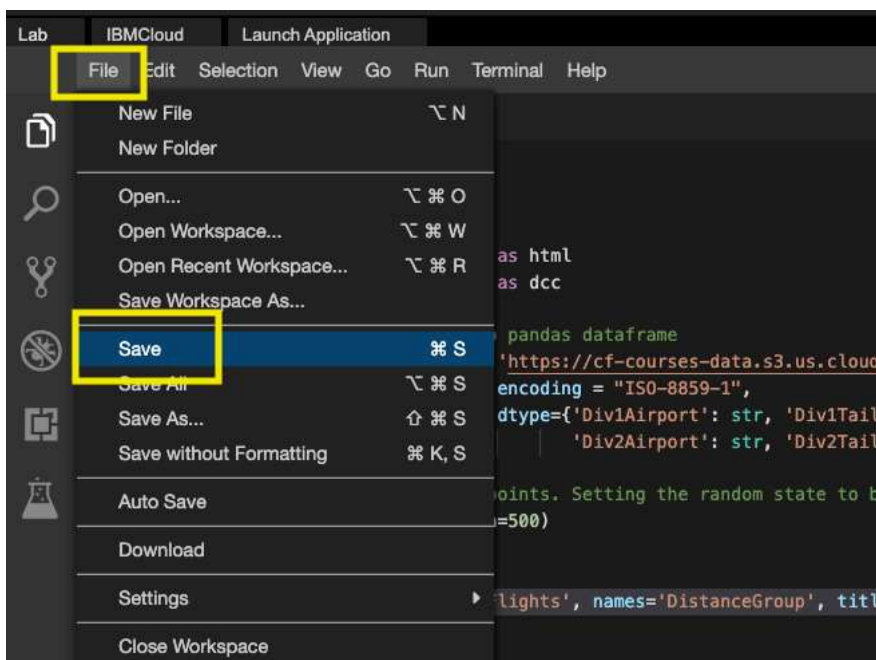 Lab IBMCloud Launch Application
File Edit Selection View Go Run Terminal Help
New File ⌥ N
New Folder
Open... ⌥ ⌘ O
Open Workspace... ⌥ ⌘ W
as html
Open Recent Workspace... ⌥ ⌘ R
as dcc
Save Workspace As...
pandas dataframe
Save ⌘ S
'https://cf-courses-data.s3.us.cloud
Save All ⌥ ⌘ S
encoding = "ISO-8859-1",
Save As... ⇧ ⌘ S
dtype={'Div1Airport': str, 'Div1Tail
'Div2Airport': str, 'Div2Tail
Save without Formatting ⌘ K, S
Auto Save
oints. Setting the random state to b
=500)
Download
Settings
lights', names='DistanceGroup', titl
Close Workspace